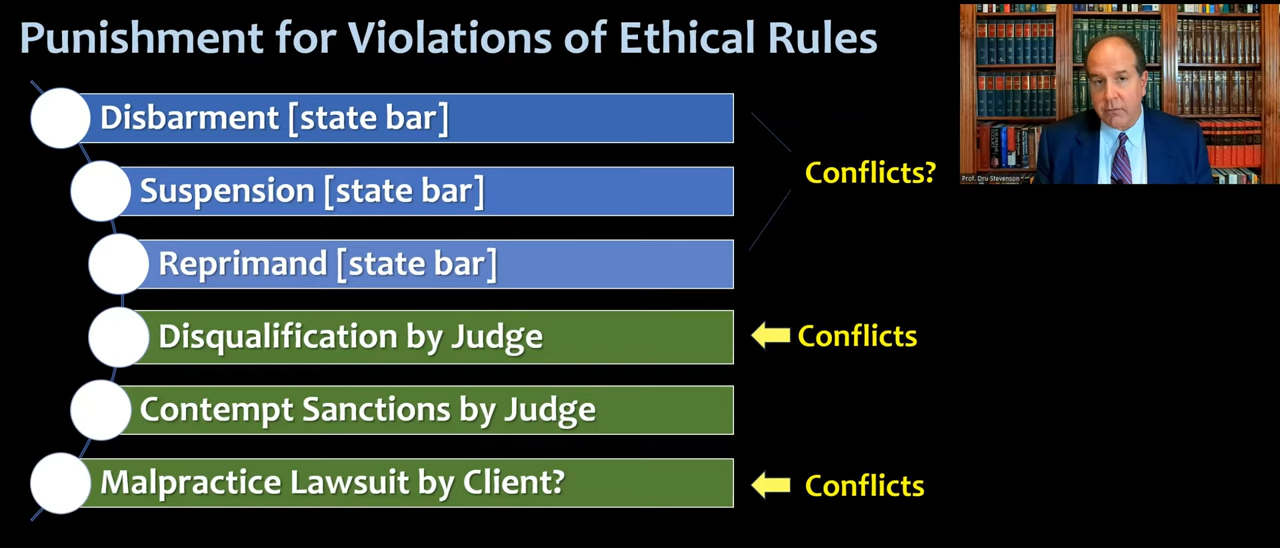 Punishment for Violations of Ethical Rules
Disbarment [state bar]
Suspension [state bar]
Conflicts?
Reprimand [state bar]
Disqualification by Judge
Conflicts
Contempt Sanctions by Judge
Malpractice Lawsuit by Client?
Conflicts
Prof. Dru Stevenson